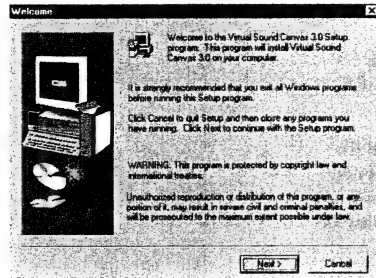 Welcome
Welcome to the Virtual Sound Canvas 3.0 Setup
program. This program will install Virtual Sound
Canvas 3.0 on your computer.
It is strongly recommended that you exit all Windows programs
before running this Setup program.
Click Cancel to quit Setup and then close any programs you
have running. Click Next to continue with the Setup program.
WARNING: This program is protected by copyright law and
international treaties.
Unauthorized reproduction or distribution of this program, or any
portion of it, may result in severe civil and criminal penalties, and
will be prosecuted to the maximum extent possible under law.
Next >
Cancel